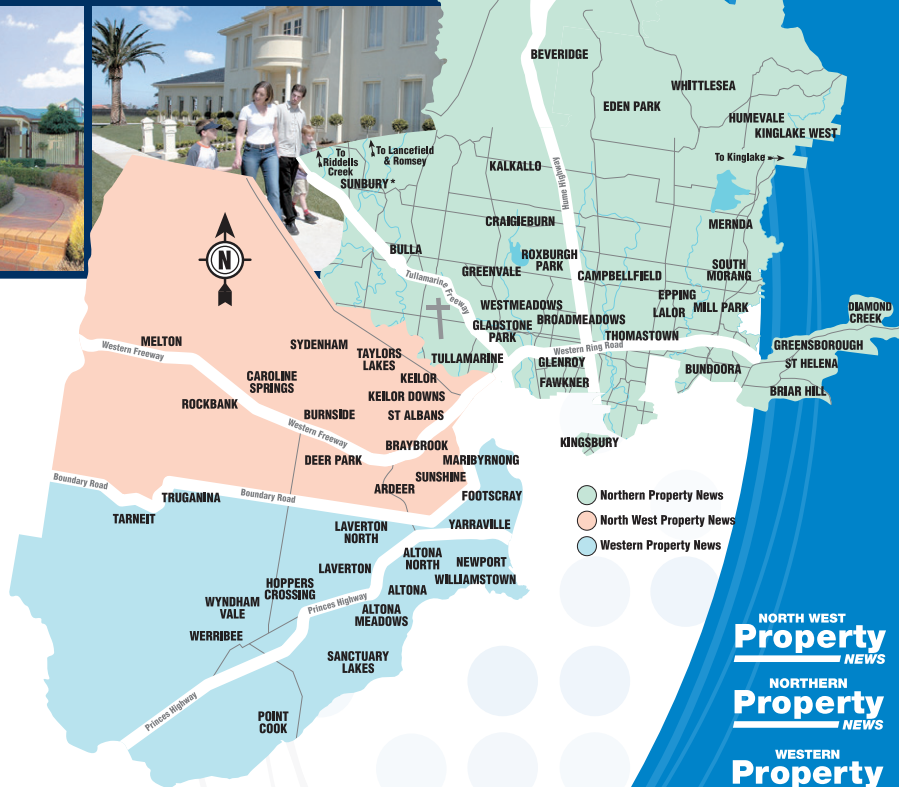 BEVERIDGE
WHITTLESEA
EDEN PARK
HUMEVALE
KINGLAKE WEST
To Kinglake
To
Riddells
Creek
To Lancefield
& Romsey
SUNBURY*
KALKALLO
Hume Highway
CRAIGIEBURN
MERNDA
BULLA
ROXBURGH
PARK
GREENVALE
CAMPBELLFIELD
SOUTH
MORANG
Tullamarine Freeway
EPPING
WESTMEADOWS
LALOR
MILL PARK
DIAMOND
CREEK
GLADSTONE
PARK
BROADMEADOWS
THOMASTOWN
Western Ring Road
GREENSBOROUGH
TULLAMARINE
GLENROY
ST HELENA
BUNDOORA
FAWKNER
BRIAR HILL
KINGSBURY
N
MELTON
Western Freeway
SYDENHAM
TAYLORS
LAKES
CAROLINE
SPRINGS
KEILOR
KEILOR DOWNS
ROCKBANK
BURNSIDE
ST ALBANS
Western Freeway
BRAYBROOK
DEER PARK
MARIBYRNONG
SUNSHINE
ARDEER
FOOTSCRAY
Boundary Road
TRUGANINA
Boundary Road
TARNEIT
LAVERTON
NORTH
YARRAVILLE
ALTONA
NORTH
NEWPORT
LAVERTON
WILLIAMSTOWN
HOPPERS
CROSSING
ALTONA
WYNDHAM
VALE
Princes Highway
ALTONA
MEADOWS
WERRIBEE
SANCTUARY
LAKES
Princes Highway
POINT
COOK
Northern Property News
North West Property News
Western Property News
NORTH WEST
Property
NEWS
NORTHERN
Property
NEWS
WESTERN
Property